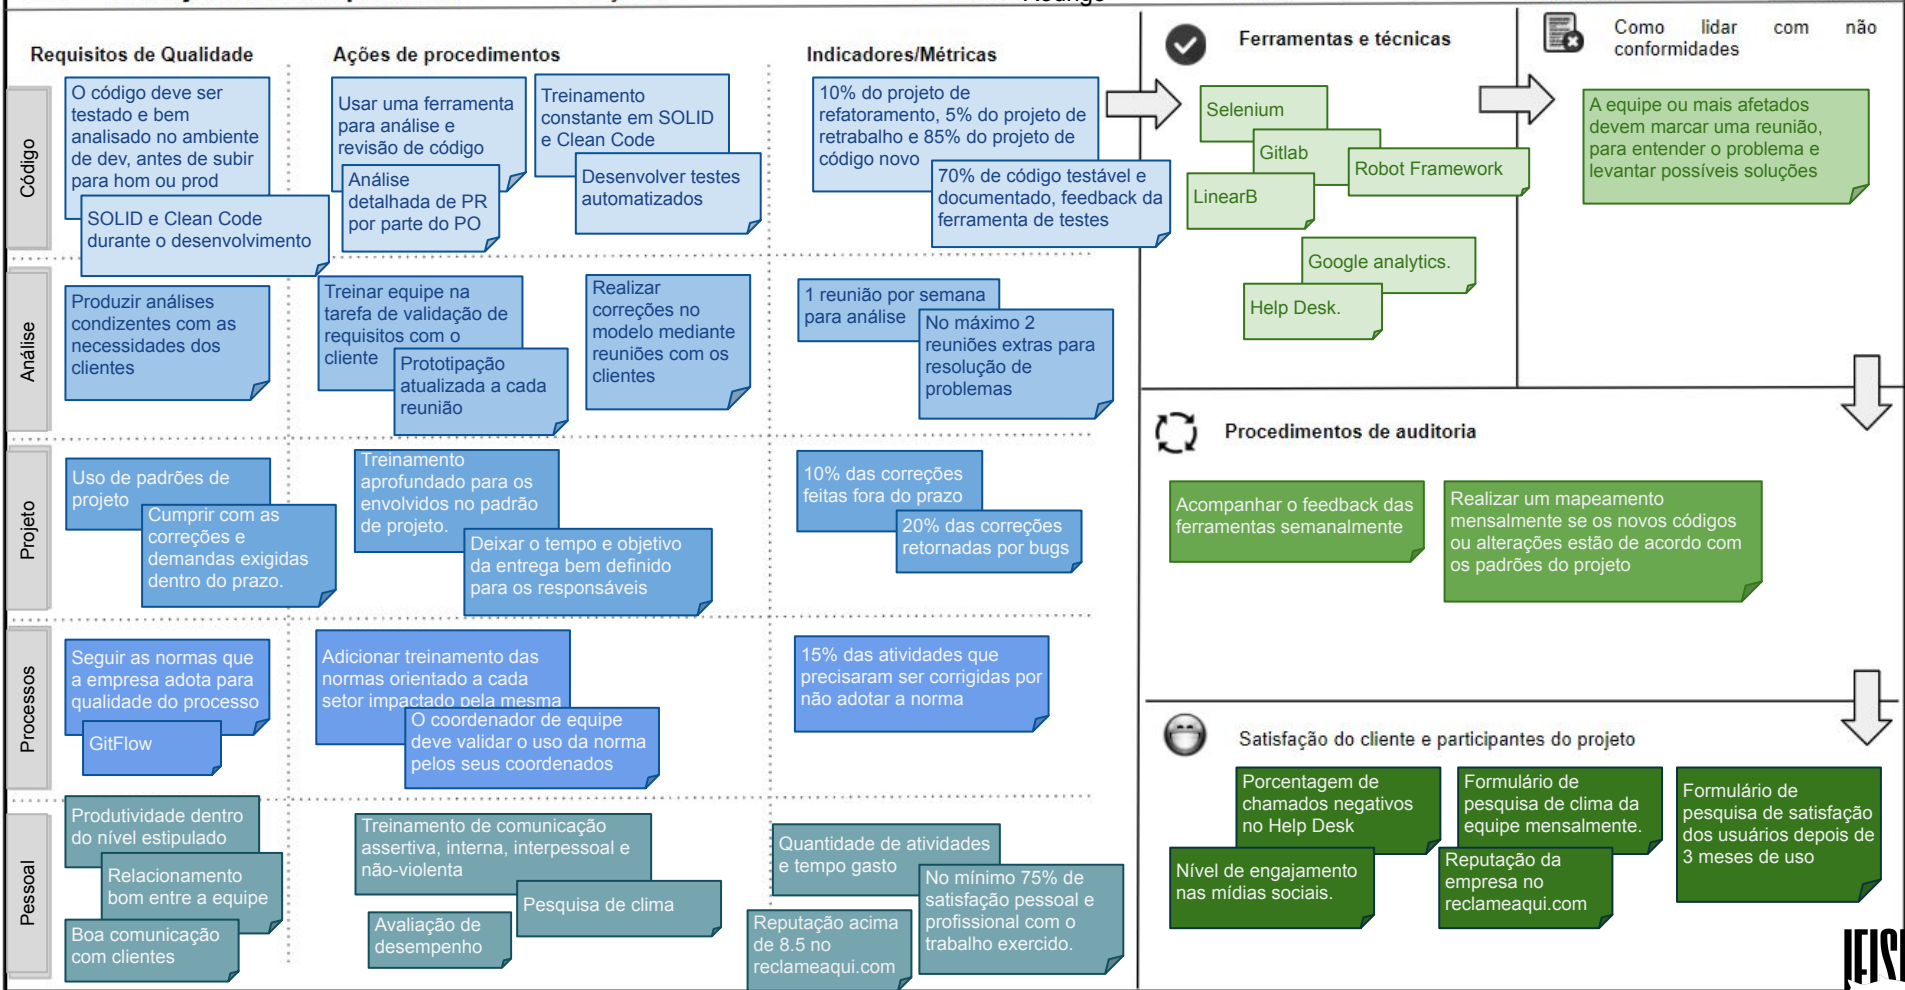 Requisitos de Qualidade
Ações de procedimentos
Indicadores/Métricas
Código
O código deve ser
testado e bem
analisado no ambiente
de dev, antes de subir
para hom ou prod
SOLID e Clean Code
durante o desenvolvimento
Usar uma ferramenta
para análise e
revisão de código
Análise
detalhada de PR
por parte do PO
Treinamento
constante em SOLID
e Clean Code
Desenvolver testes
automatizados
10% do projeto de
refatoramento, 5% do projeto de
retrabalho e 85% do projeto de
código novo
70% de código testável e
documentado, feedback da
ferramenta de testes
Análise
Produzir análises
condizentes com as
necessidades dos
clientes
Treinar equipe na
tarefa de validação de
requisitos com o
cliente
Prototipação
atualizada a cada
reunião
Realizar
correções no
modelo mediante
reuniões com os
clientes
1 reunião por semana
para análise
No máximo 2
reuniões extras para
resolução de
problemas
Projeto
Uso de padrões de
projeto
Cumprir com as
correções e
demandas exigidas
dentro do prazo.
Treinamento
aprofundado para os
envolvidos no padrão
de projeto.
Deixar o tempo e objetivo
da entrega bem definido
para os responsáveis
10% das correções
feitas fora do prazo
20% das correções
retornadas por bugs
Processos
Seguir as normas que
a empresa adota para
qualidade do processo
GitFlow
Adicionar treinamento das
normas orientado a cada
setor impactado pela mesma
O coordenador de equipe
deve validar o uso da norma
pelos seus coordenados
15% das atividades que
precisaram ser corrigidas por
não adotar a norma
Pessoal
Produtividade dentro
do nível estipulado
Relacionamento
bom entre a equipe
Boa comunicação
com clientes
Treinamento de comunicação
assertiva, interna, interpessoal e
não-violenta
Pesquisa de clima
Avaliação de
desempenho
Quantidade de atividades
e tempo gasto
No mínimo 75% de
satisfação pessoal e
profissional com o
trabalho exercido.
Reputação acima
de 8.5 no
reclameaqui.com
Ferramentas e técnicas
Selenium
Gitlab
Robot Framework
LinearB
Google analytics.
Help Desk.
Como lidar com não
conformidades
A equipe ou mais afetados
devem marcar uma reunião,
para entender o problema e
levantar possíveis soluções
Procedimentos de auditoria
Acompanhar o feedback das
ferramentas semanalmente
Realizar um mapeamento
mensalmente se os novos códigos
ou alterações estão de acordo com
os padrões do projeto
Satisfação do cliente e participantes do projeto
Porcentagem de
chamados negativos
no Help Desk
Formulário de
pesquisa de clima da
equipe mensalmente.
Formulário de
pesquisa de satisfação
dos usuários depois de
3 meses de uso
Nível de engajamento
nas mídias sociais.
Reputação da
empresa no
reclameaqui.com